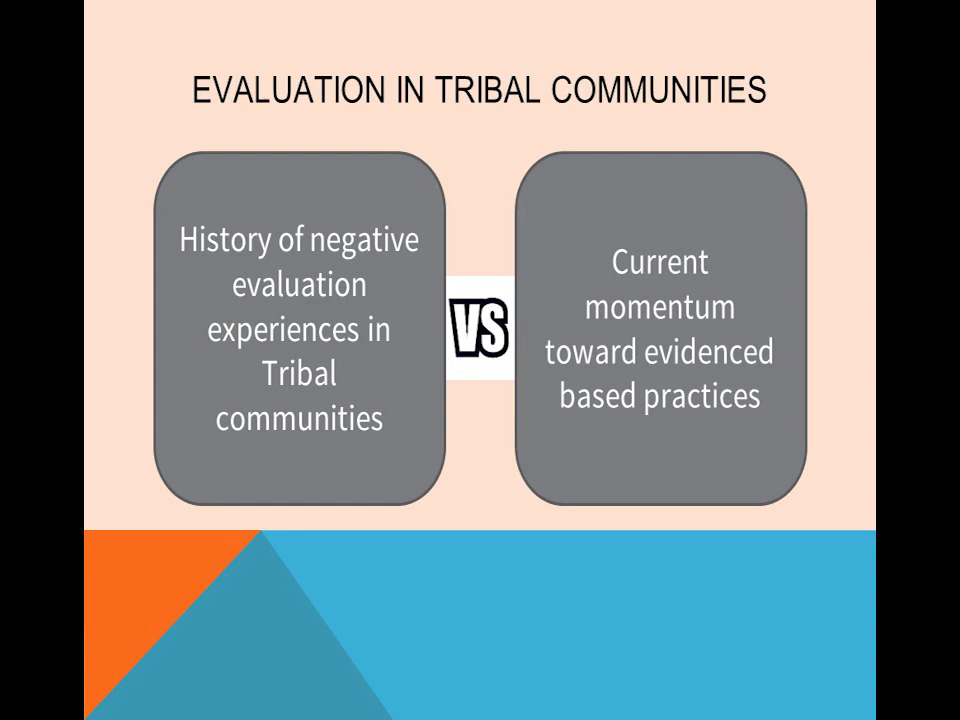 EVALUATION IN TRIBAL COMMUNITIES
History of negative
evaluation
experiences in
Tribal
communities
VS
Current
momentum
toward evidenced
based practices